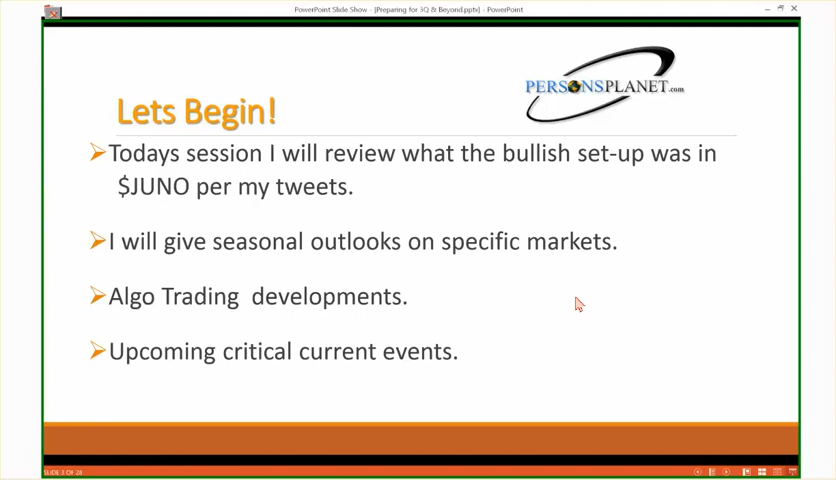 PowerPoint Slide Show - [Preparing for 3Q & Beyond.pptx] - PowerPoint
PERSONSPLANET.com
Lets Begin!
Todays session I will review what the bullish set-up was in
$JUNO per my tweets.
I will give seasonal outlooks on specific markets.
Algo Trading developments.
Upcoming critical current events.
SLIDE 3 OF 28